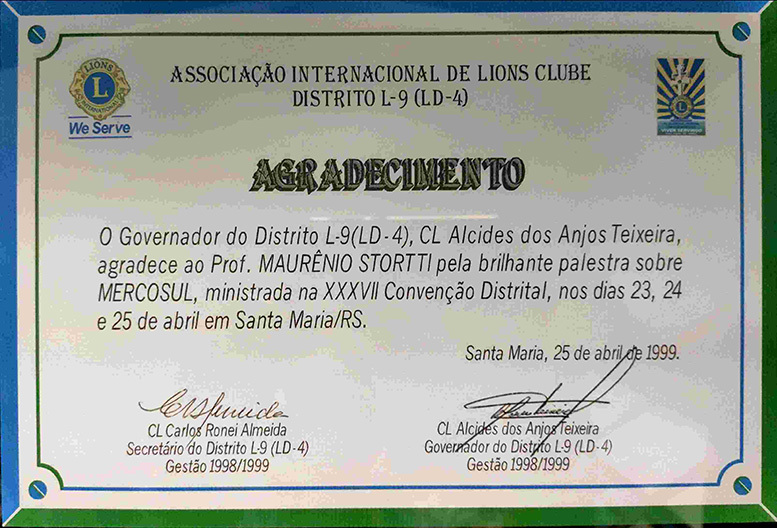 ASSOCIAÇÃO INTERNACIONAL DE LIONS CLUBE
DISTRITO L-9 (LD-4)
LIONS
L
INTERNATIONAL
We Serve
AGRADECIMENTO
O Governador do Distrito L-9(LD-4), CL Alcides dos Anjos Teixeira,
agradece ao Prof. MAURÊNIO STORTTI pela brilhante palestra sobre
MERCOSUL, ministrada na XXXVII Convenção Distrital, nos dias 23, 24
e 25 de abril em Santa Maria/RS.
Santa Maria, 25 de abril de 1999.
CL Carlos Ronei Almeida
Secretário do Distrito L-9 (LD-4)
Gestão 1998/1999
CL Alcides dos Anjos Teixeira
Governador do Distrito L-9 (LD-4)
Gestão 1998/1999